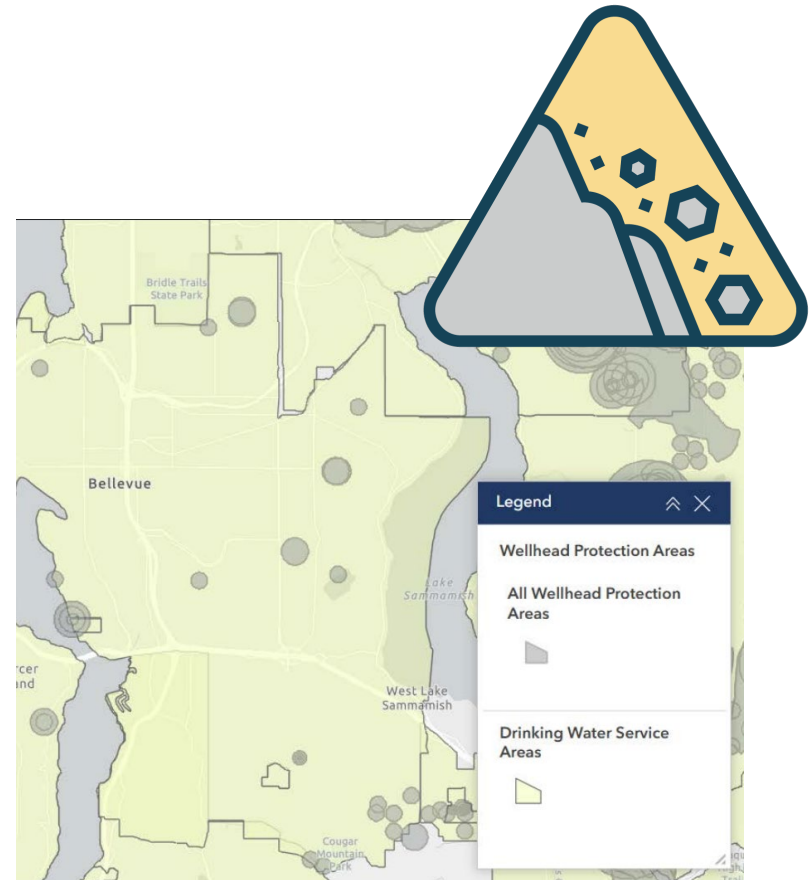 Bridle Trails
State Park
Bellevue
Lake
Sammamish
West Lake
Sammamish
Cougar
Mountain
Park
Legend
Wellhead Protection Areas
All Wellhead Protection
Areas
Drinking Water Service
Areas